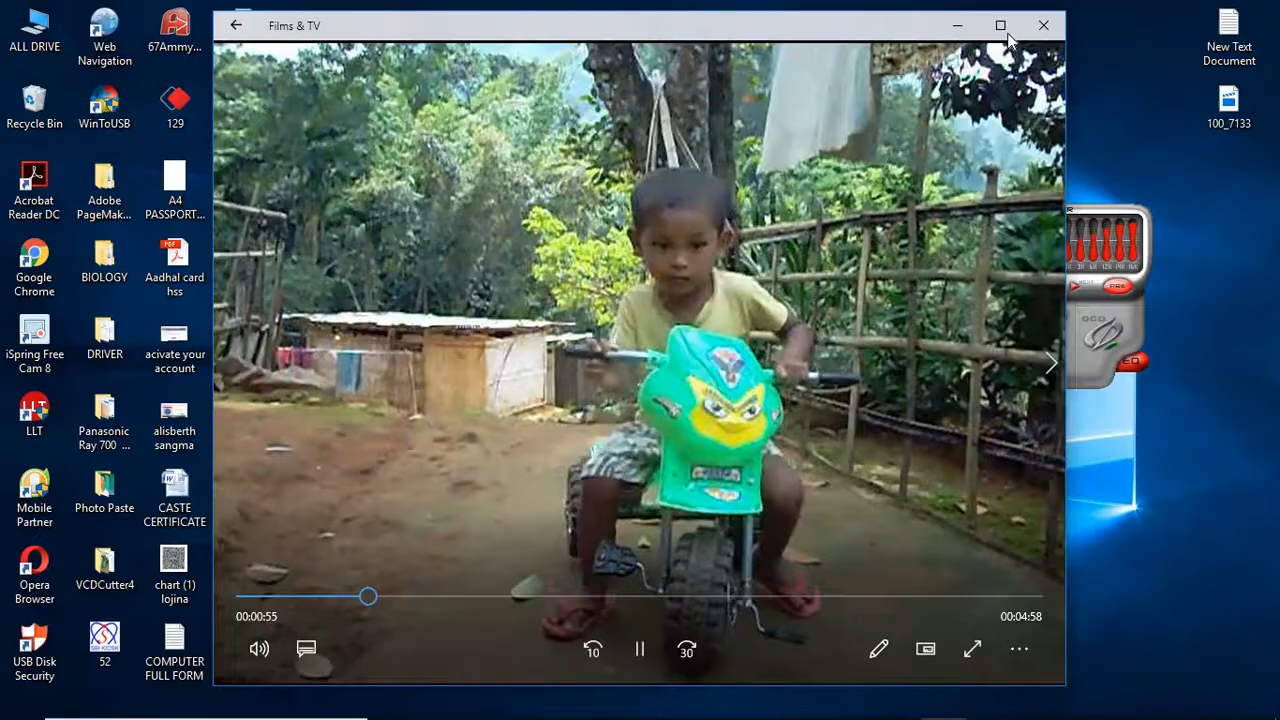 Films & TV
ALL DRIVE
Web
Navigation
67Ammy...
Recycle Bin
WinToUSB
129
Acrobat
Reader DC
Adobe
PageMak...
A4
PASSPORT...
Google
Chrome
BIOLOGY
Aadhal card
hss
iSpring Free
Cam 8
DRIVER
acivate your
account
LLT
Panasonic
Ray 700 ...
alisberth
sangma
Mobile
Partner
Photo Paste
CASTE
CERTIFICATE
Opera
Browser
VCDCutter4
chart (1)
lojina
USB Disk
Security
52
COMPUTER
FULL FORM
00:00:55
00:04:58
10
30
New Text
Document
100_7133